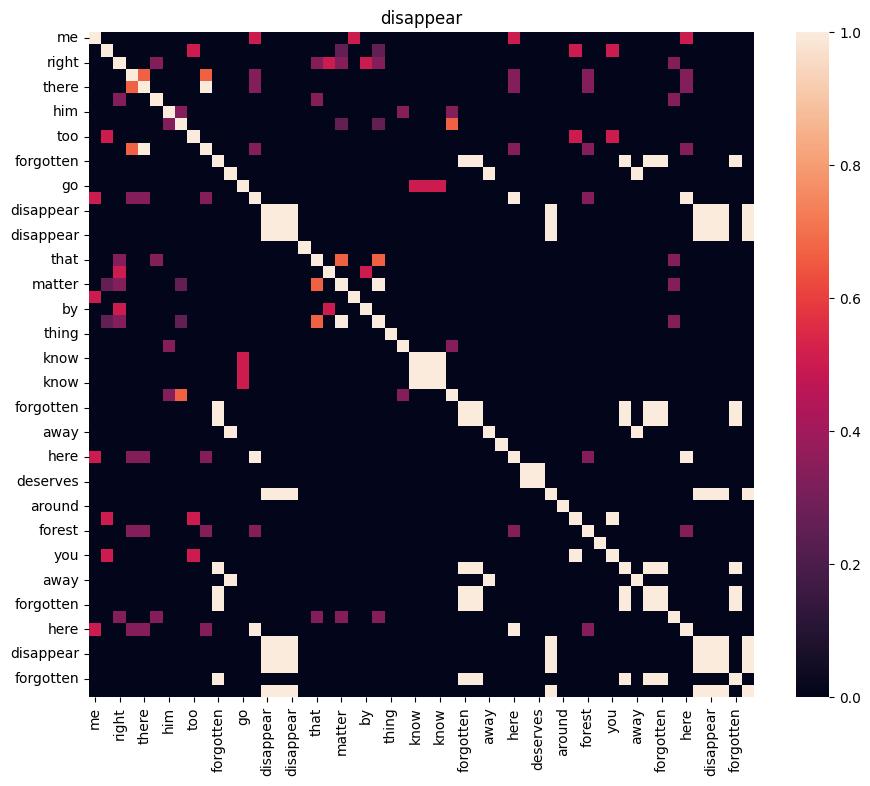 disappear
me
right
there
him
too
forgotten
go
disappear
disappear
that
matter
by
thing
know
know
forgotten
away
here
deserves
around
forest
you
away
forgotten
here
disappear
forgotten
me
right
there
him
too
forgotten
go
disappear
disappear
that
matter
by
thing
know
know
forgotten
away
here
deserves
around
forest
you
away
forgotten
here
disappear
forgotten
1.0
0.8
0.6
0.4
0.2
0.0